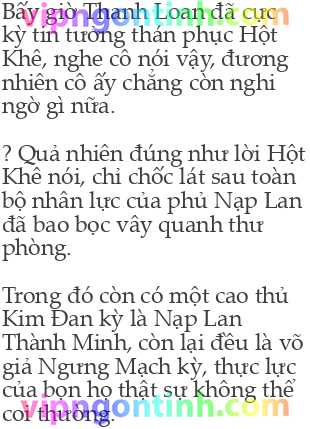 Bấy giờ Thanh Loan đã cực
vipngontinh.com
kỳ tin tưởng thán phục Hột
Khê, nghe cô nói vậy, đương
nhiên cô ấy chẳng còn nghi
ngờ gì nữa.
? Quả nhiên đúng như lời Hột
Khê nói, chỉ chốc lát sau toàn
bộ nhân lực của phủ Nạp Lan
đã bao bọc vây quanh thư
phòng.
Trong đó còn có một cao thủ
Kim Đan kỳ là Nạp Lan
Thành Minh, còn lại đều là võ
giả Ngưng Mạch kỳ, thực lực
của bọn họ thật sự không thể
coi thường.
vipngontinh.com